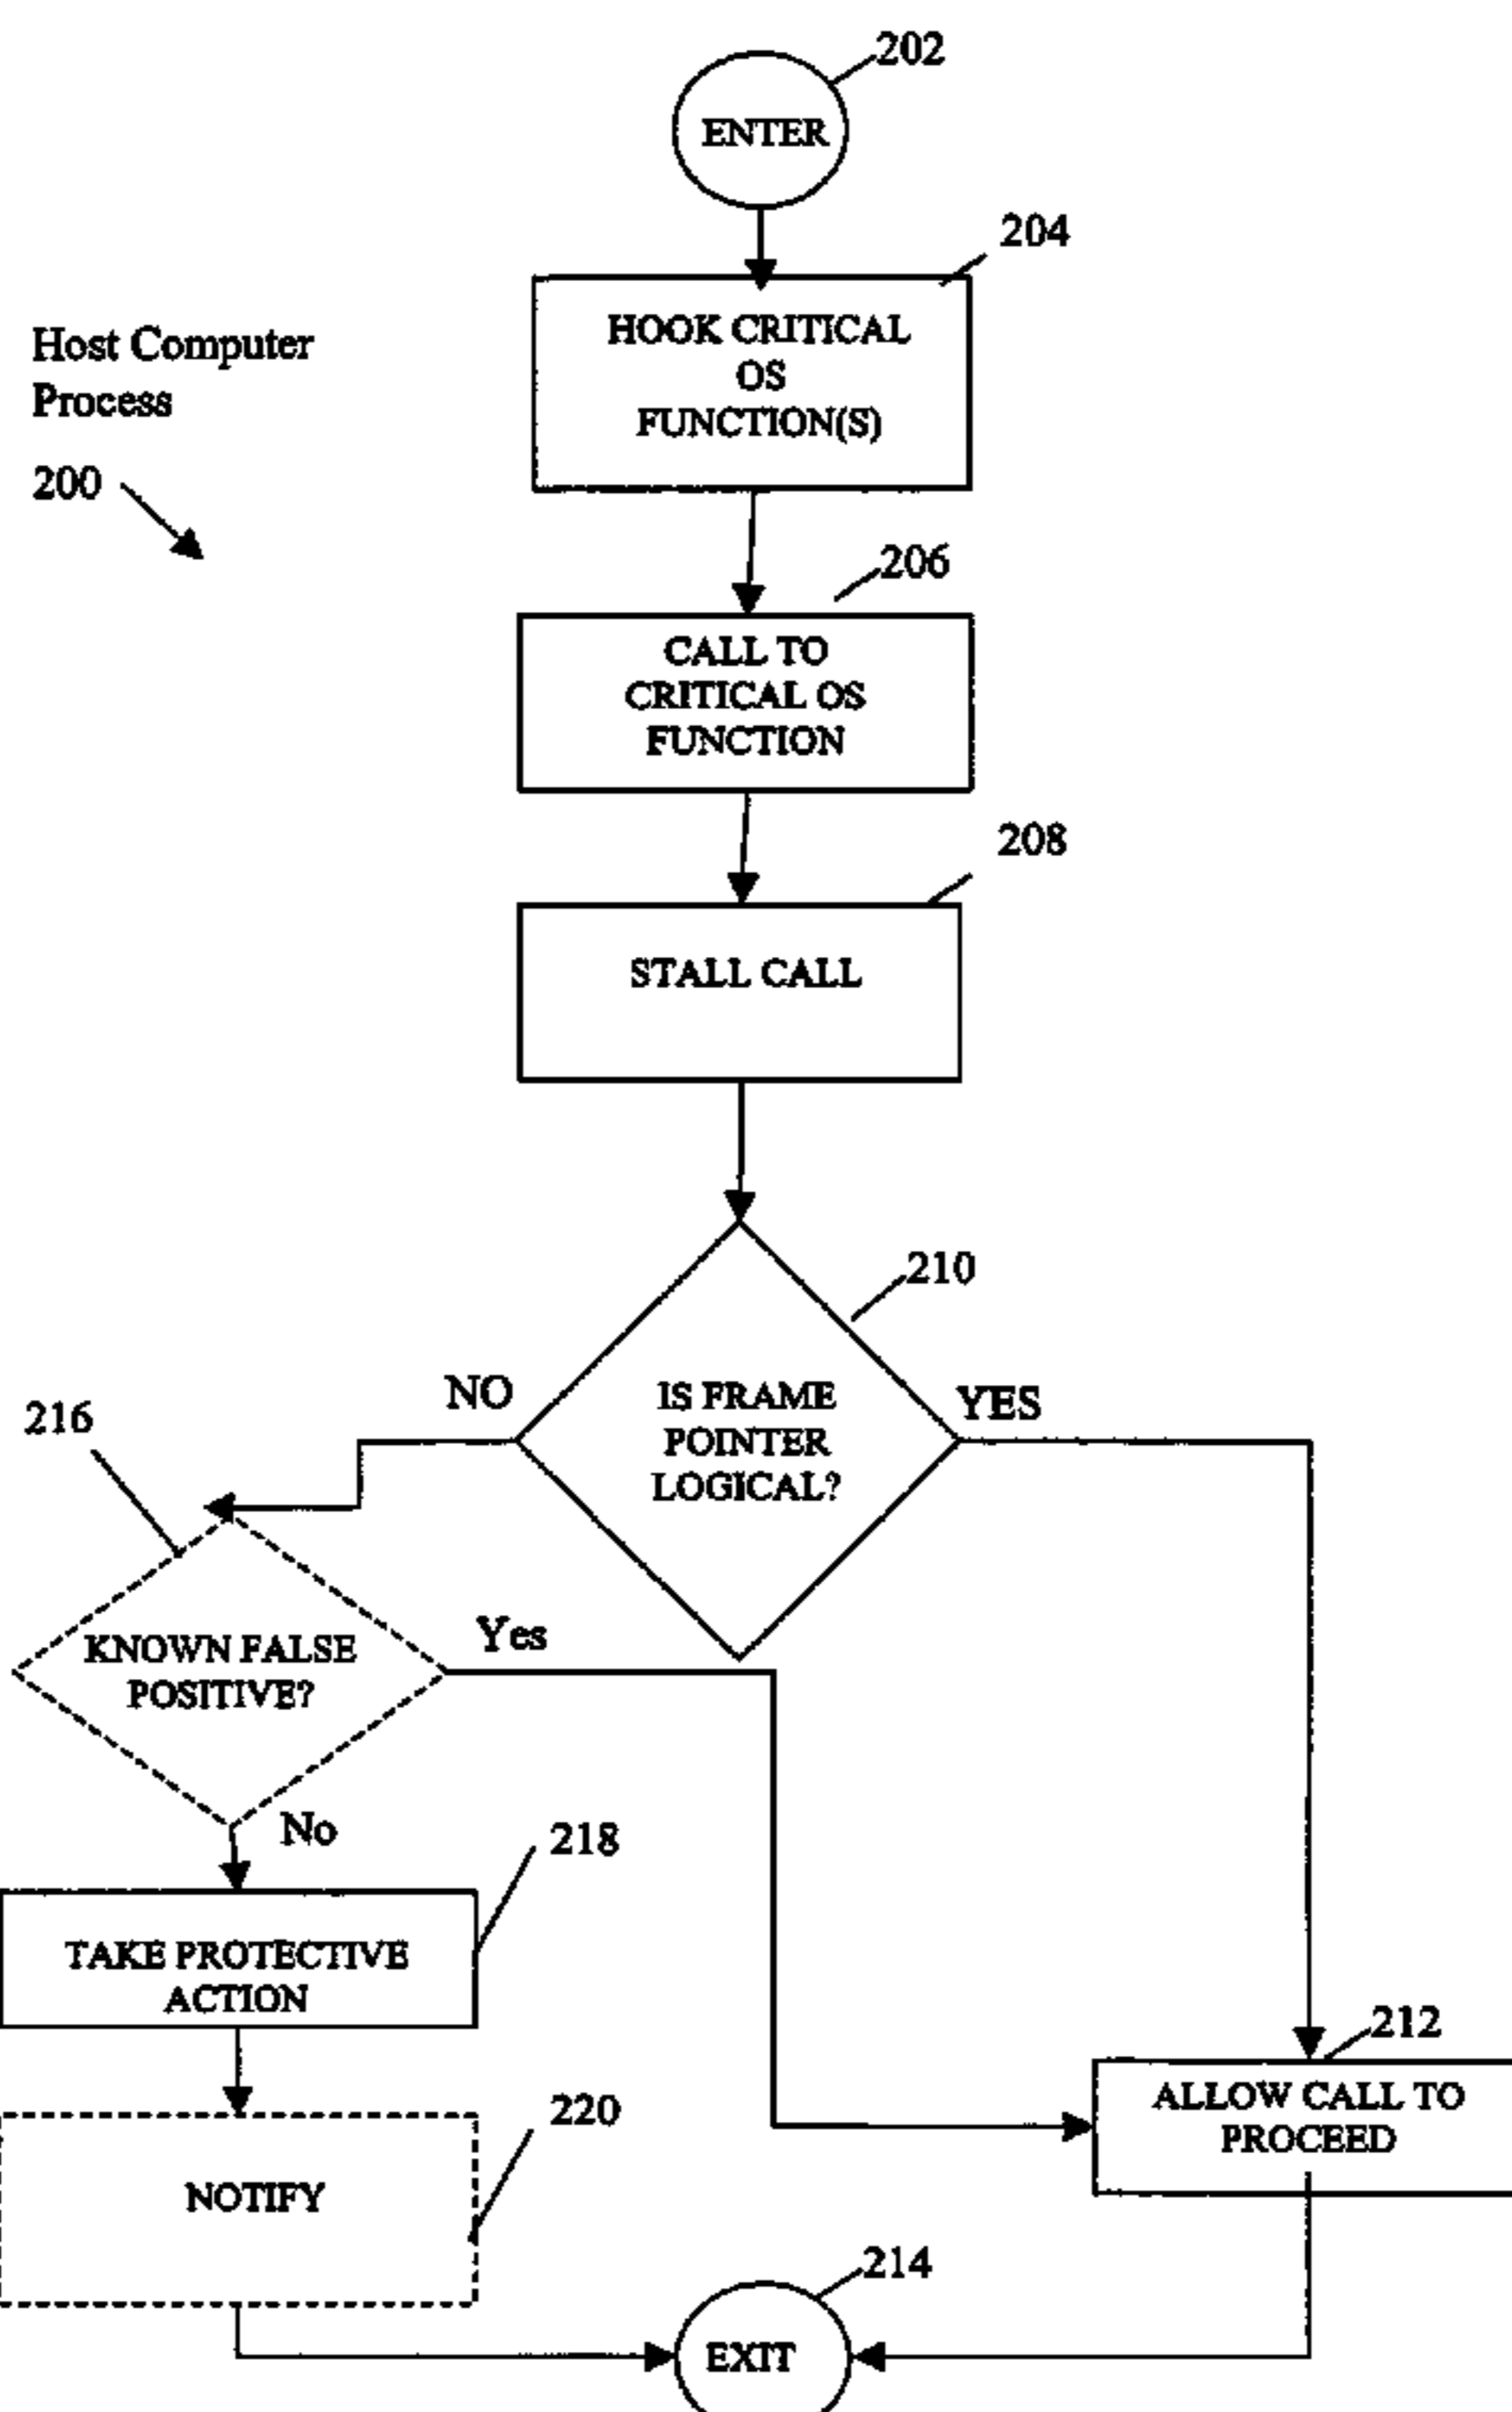 202
ENTER
204
HOOK CRITICAL
OS
FUNCTION(S)
Host Computer
Process
200
206
CALL TO
CRITICAL OS
FUNCTION
208
STALL CALL
210
NO
IS FRAME
POINTER
LOGICAL?
YES
216
KNOWN FALSE
POSITIVE?
Yes
No
218
TAKE PROTECTIVE
ACTION
212
ALLOW CALL TO
PROCEED
220
NOTIFY
214
EXIT